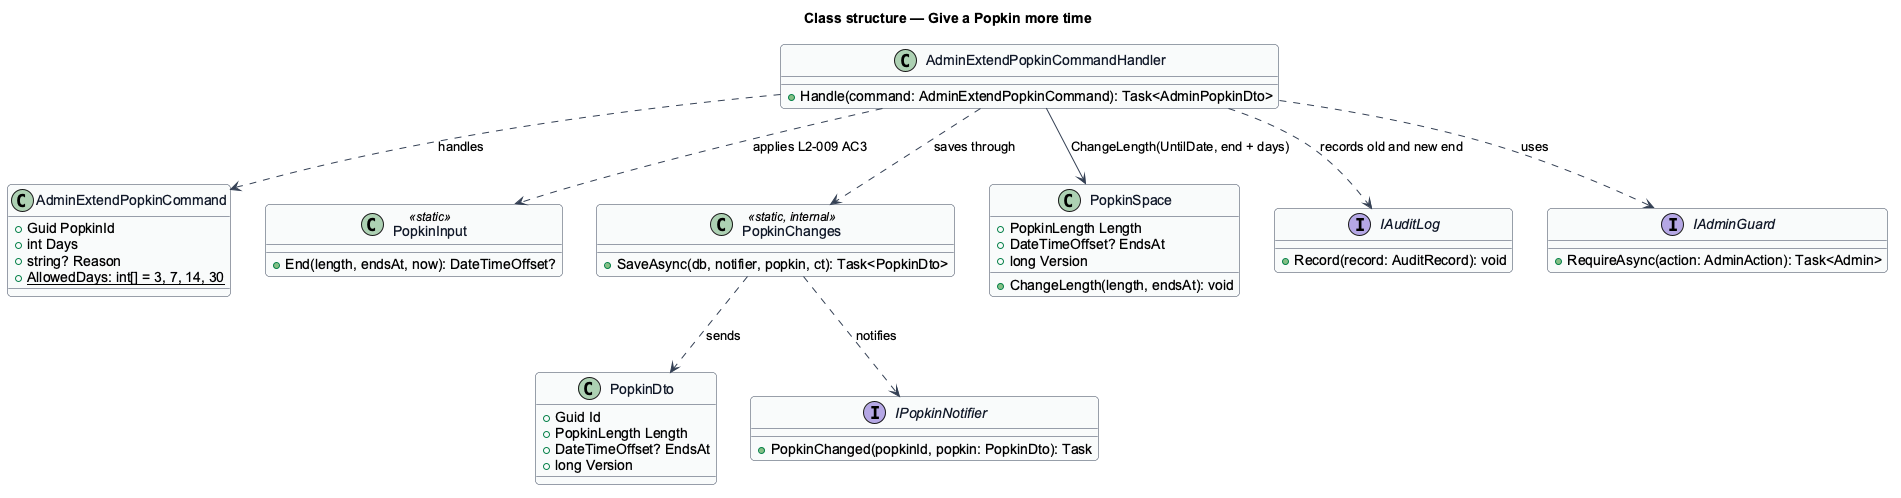 Class structure — Give a Popkin more time
C AdminExtendPopkinCommandHandler
Handle(command: AdminExtendPopkinCommand): Task<AdminPopkinDto>
handles
applies L2-009 AC3
saves through
ChangeLength(UntilDate, end + days)
records old and new end
uses
C AdminExtendPopkinCommand
Guid PopkinId
int Days
string? Reason
AllowedDays: int[] = 3, 7, 14, 30
C «static»
PopkinInput
End(length, endsAt, now): DateTimeOffset?
C «static, internal»
PopkinChanges
SaveAsync(db, notifier, popkin, ct): Task<PopkinDto>
C PopkinSpace
PopkinLength Length
DateTimeOffset? EndsAt
long Version
ChangeLength(length, endsAt): void
I IAuditLog
Record(record: AuditRecord): void
I IAdminGuard
RequireAsync(action: AdminAction): Task<Admin>
sends
notifies
C PopkinDto
Guid Id
PopkinLength Length
DateTimeOffset? EndsAt
long Version
I IPopkinNotifier
PopkinChanged(popkinId, popkin: PopkinDto): Task